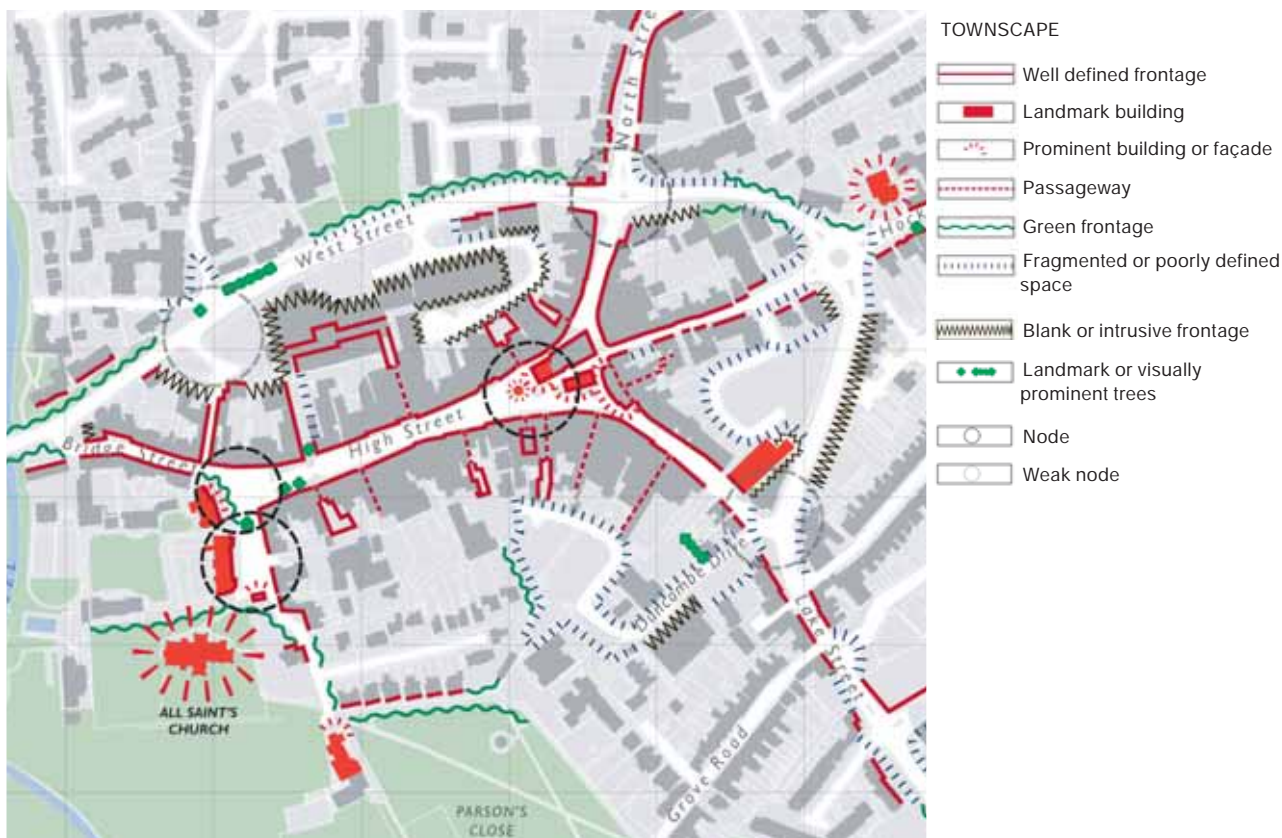 North Stre
West Street
Hock
Bridge Street
High Street
Duncombe Drive
Lake Street
ALL SAINT'S
CHURCH
Grove Road
PARSON'S
CLOSE
TOWNSCAPE
Well defined frontage
Landmark building
Prominent building or façade
Passageway
Green frontage
Fragmented or poorly defined
space
Blank or intrusive frontage
Landmark or visually
prominent trees
Node
Weak node